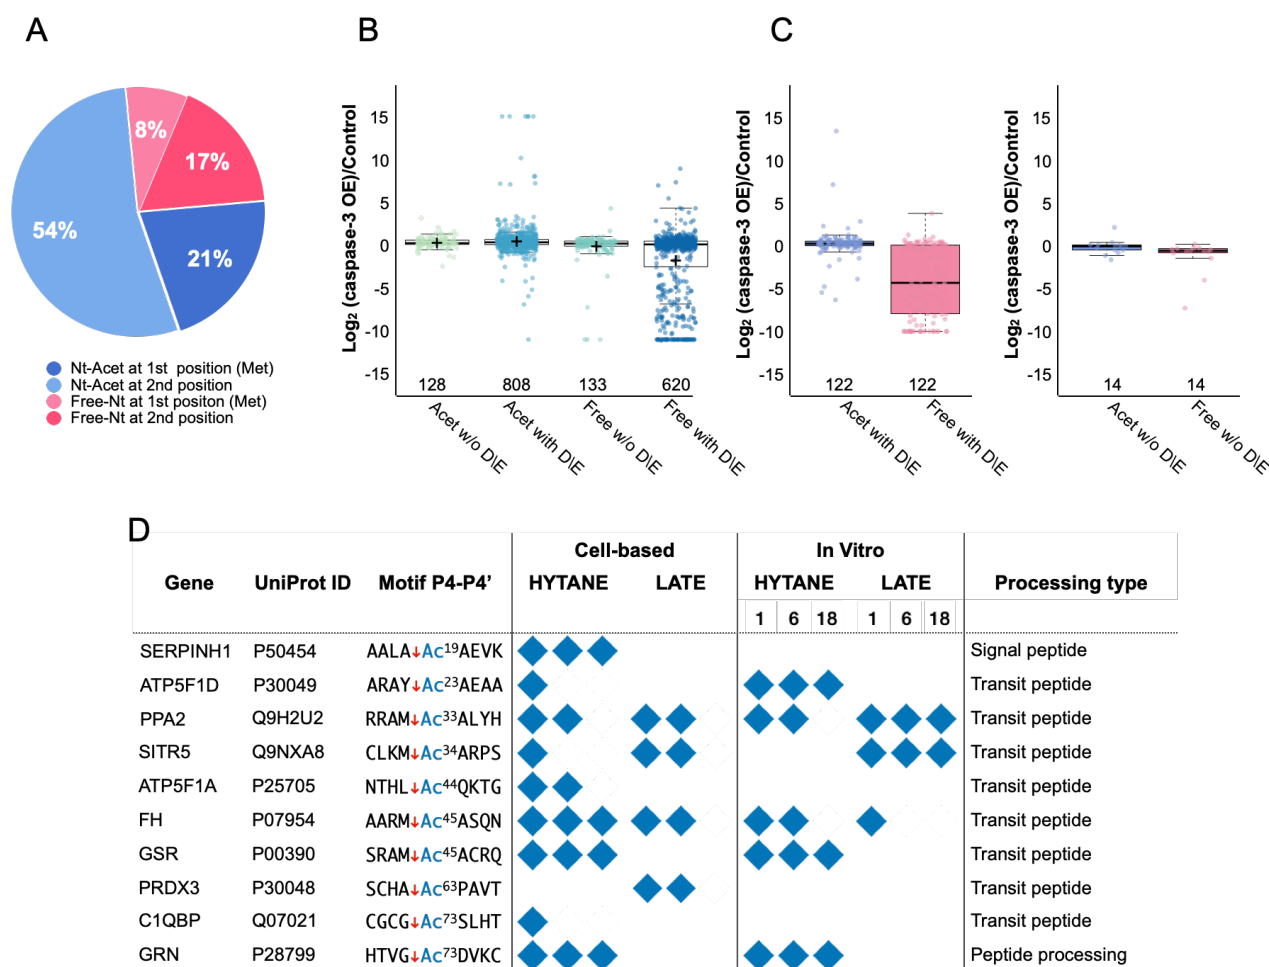 A
8%
17%
54%
21%
Nt-Acet at 1st position (Met)
Nt-Acet at 2nd position
Free-Nt at 1st positon (Met)
Free-Nt at 2nd position
B
Log₂ (caspase-3 OE)/Control
15
10
5
0
-5
-10
-15
128 808 133 620
Acet w/o D\E
Acet with D\E
Free w/o D\E
Free with D\E
C
Log₂ (caspase-3 OE)/Control
15
10
5
0
-5
-10
-15
122 122
Acet with D\E
Free with D\E
Log₂ (caspase-3 OE)/Control
15
10
5
0
-5
-10
-15
14 14
Acet w/o D\E
Free w/o D\E
D
Cell-based In Vitro
Gene UniProt ID Motif P4-P4’ HYTANE LATE HYTANE LATE Processing type
1 6 18 1 6 18
SERPINH1 P50454 AALA↓Ac¹⁹AEVK Signal peptide
ATP5F1D P30049 ARAY↓Ac²³AEAA Transit peptide
PPA2 Q9H2U2 RRAM↓Ac³³ALYH Transit peptide
SITR5 Q9NXA8 CLKM↓Ac³⁴ARPS Transit peptide
ATP5F1A P25705 NTHL↓Ac⁴⁴QKTG Transit peptide
FH P07954 AARM↓Ac⁴⁵ASQN Transit peptide
GSR P00390 SRAM↓Ac⁴⁵ACRQ Transit peptide
PRDX3 P30048 SCHA↓Ac⁶³PAVT Transit peptide
C1QBP Q07021 CGCG↓Ac⁷³SLHT Transit peptide
GRN P28799 HTVG↓Ac⁷³DVKC Peptide processing